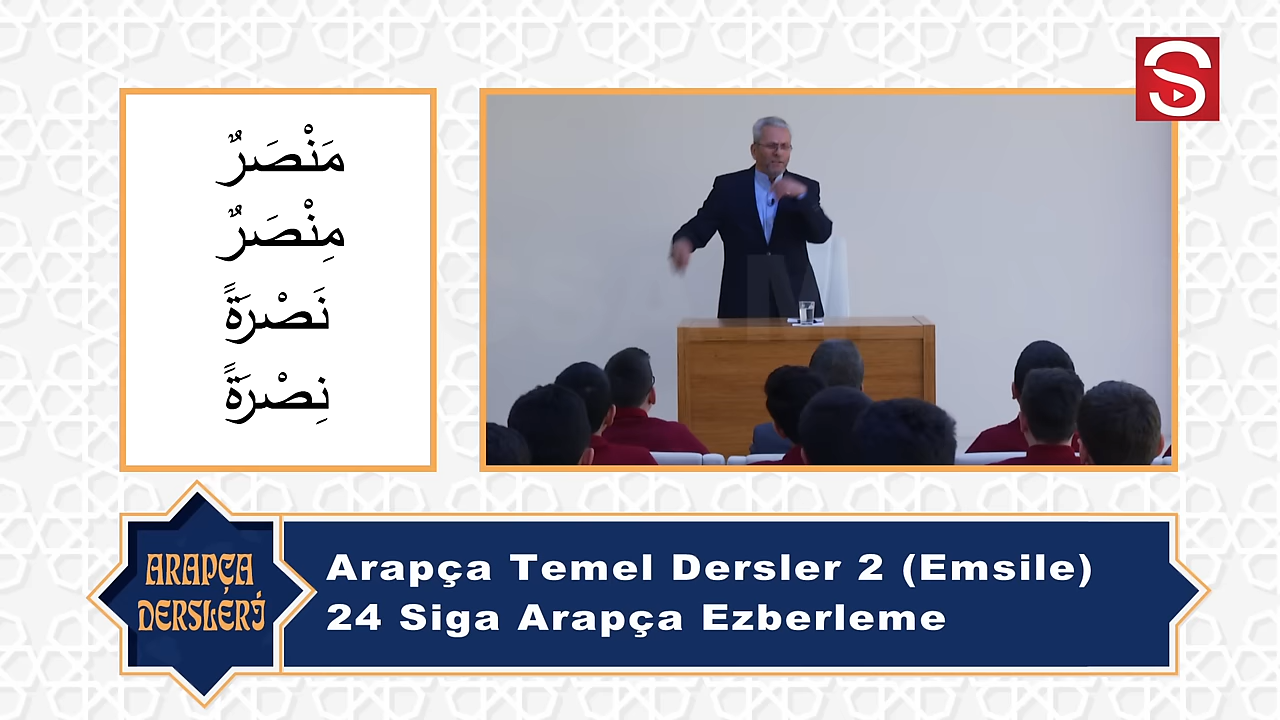 مَنْصَرٌ
مِنْصَرٌ
نَصْرَةً
نِصْرَةً
ARAPÇA
DERSLERİ
Arapça Temel Dersler 2 (Emsile)
24 Siga Arapça Ezberleme